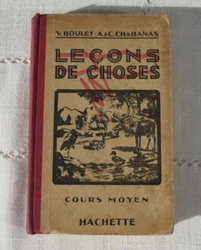 V. BOULET - A. & C. CHABANAS
LEÇONS
DE CHOSES
COURS MOYEN
HACHETTE